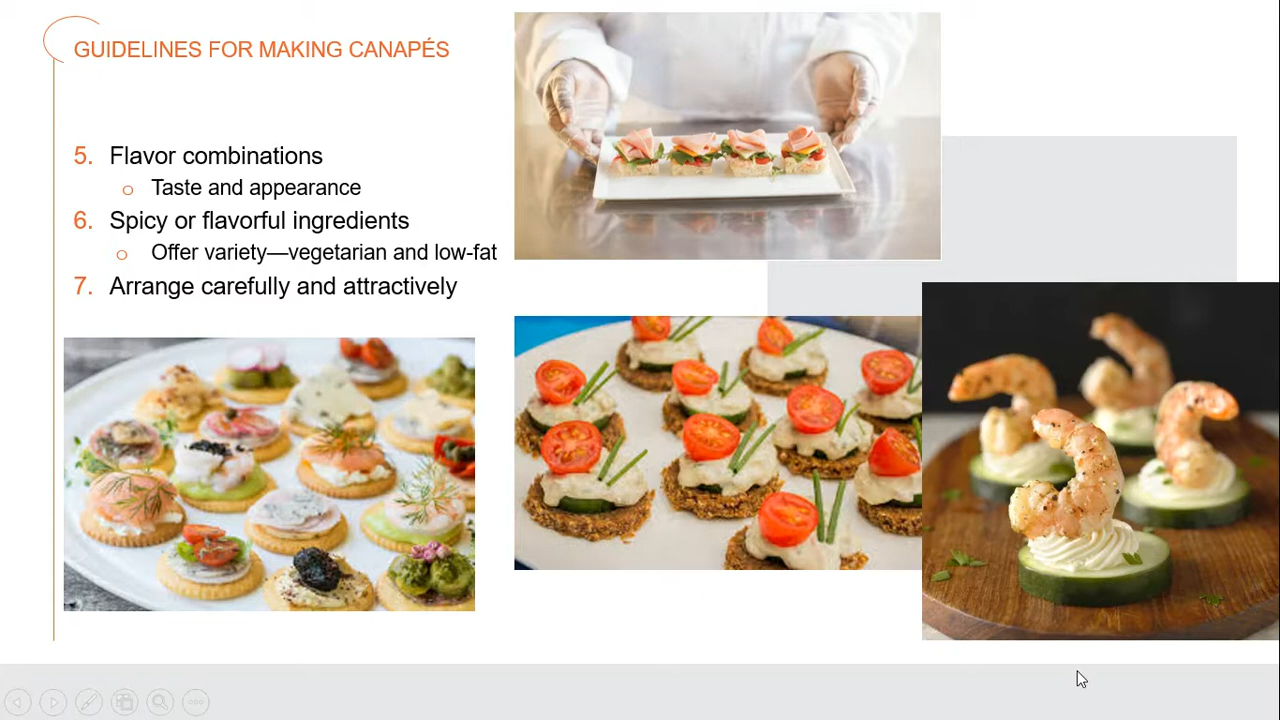 GUIDELINES FOR MAKING CANAPÉS
5. Flavor combinations
o Taste and appearance
6. Spicy or flavorful ingredients
o Offer variety—vegetarian and low-fat
7. Arrange carefully and attractively